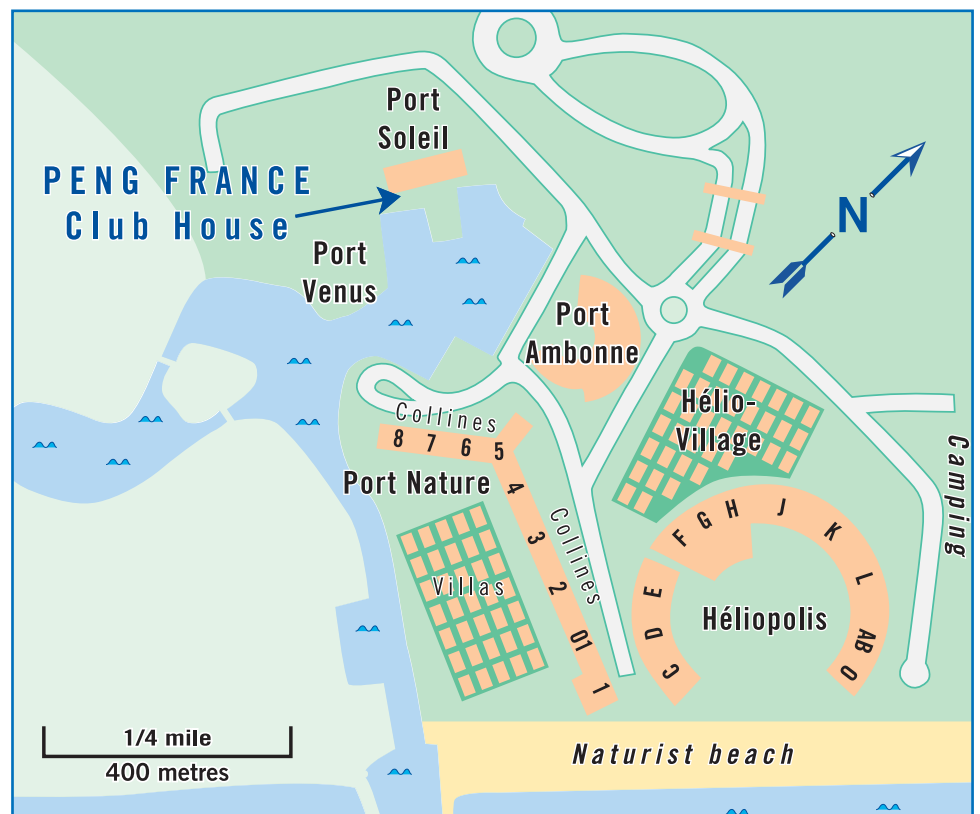 Port
Soleil
PENG FRANCE
Club House
N
Port
Venus
Port
Ambonne
Hélio-
Village
Collines
8 7 6 5
Port Nature
4
3
2
01
1
Collines
Villas
Camping
F G H J K L AB O
E
D
C
Héliopolis
1/4 mile
400 metres
Naturist beach